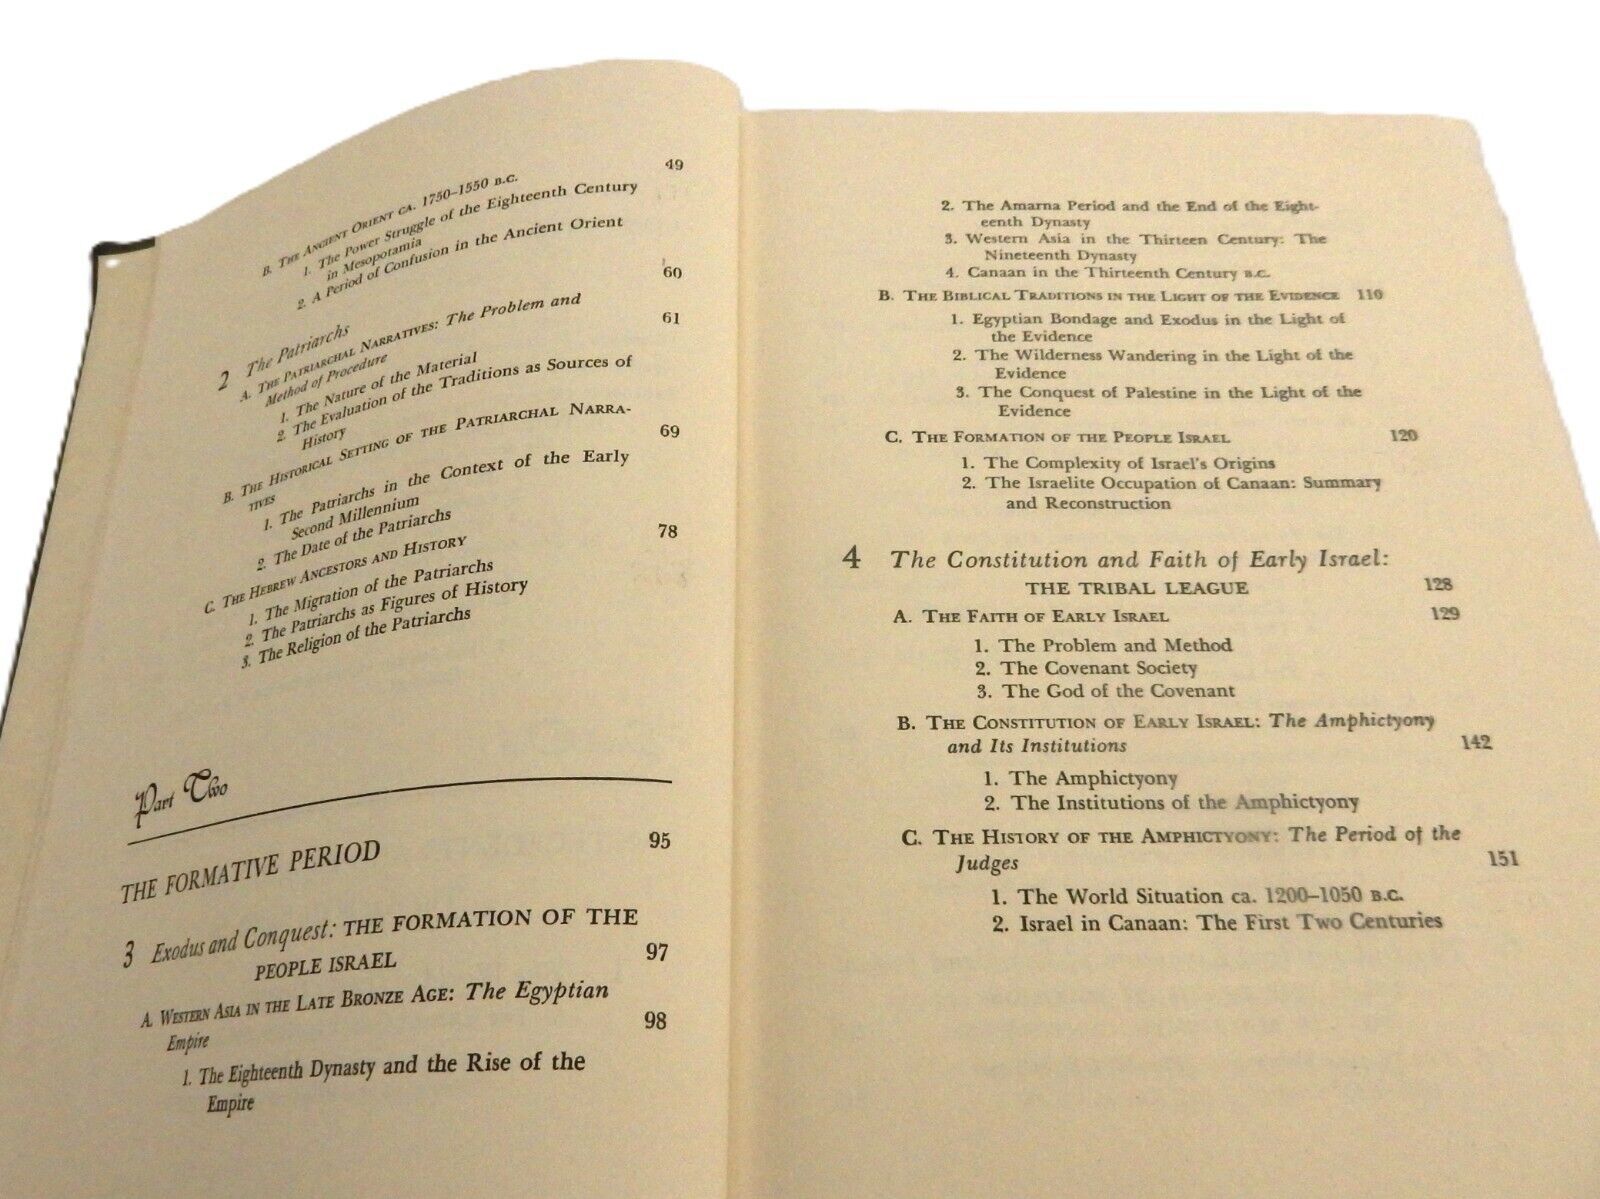 B. THE ANCIENT ORIENT CA. 1750–1550 B.C. 49
1. The Power Struggle of the Eighteenth Century
in Mesopotamia
2. A Period of Confusion in the Ancient Orient
2 The Patriarchs 60
A. THE PATRIARCHAL NARRATIVES: The Problem and
Method of Procedure 61
1. The Nature of the Material
2. The Evaluation of the Traditions as Sources of
History
B. THE HISTORICAL SETTING OF THE PATRIARCHAL NARRA-
TIVES 69
1. The Patriarchs in the Context of the Early
Second Millennium
2. The Date of the Patriarchs
C. THE HEBREW ANCESTORS AND HISTORY 78
1. The Migration of the Patriarchs
2. The Patriarchs as Figures of History
3. The Religion of the Patriarchs
Part Two
THE FORMATIVE PERIOD 95
3 Exodus and Conquest: THE FORMATION OF THE
PEOPLE ISRAEL 97
A. WESTERN ASIA IN THE LATE BRONZE AGE: The Egyptian
Empire 98
1. The Eighteenth Dynasty and the Rise of the
Empire
2. The Amarna Period and the End of the Eight-
eenth Dynasty
3. Western Asia in the Thirteen Century: The
Nineteenth Dynasty
4. Canaan in the Thirteenth Century B.C.
B. THE BIBLICAL TRADITIONS IN THE LIGHT OF THE EVIDENCE 110
1. Egyptian Bondage and Exodus in the Light of
the Evidence
2. The Wilderness Wandering in the Light of the
Evidence
3. The Conquest of Palestine in the Light of the
Evidence
C. THE FORMATION OF THE PEOPLE ISRAEL 120
1. The Complexity of Israel's Origins
2. The Israelite Occupation of Canaan: Summary
and Reconstruction
4 The Constitution and Faith of Early Israel:
THE TRIBAL LEAGUE 128
A. THE FAITH OF EARLY ISRAEL 129
1. The Problem and Method
2. The Covenant Society
3. The God of the Covenant
B. THE CONSTITUTION OF EARLY ISRAEL: The Amphictyony
and Its Institutions 142
1. The Amphictyony
2. The Institutions of the Amphictyony
C. THE HISTORY OF THE AMPHICTYONY: The Period of the
Judges 151
1. The World Situation ca. 1200–1050 B.C.
2. Israel in Canaan: The First Two Centuries